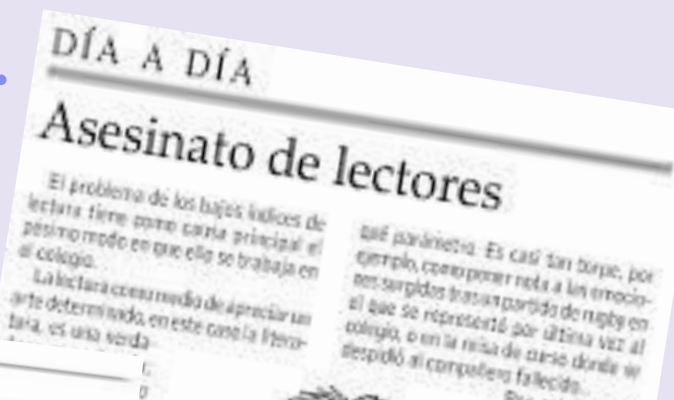 DÍA A DÍA
Asesinato de lectores
El problema de los bajos índices de
lectura tiene como causa principal el
pésimo modo en que ella se trabaja en
el colegio.
La lectura como medio de apreciar un
arte determinado, en este caso la litera-
tura, es una verda
qué parámetro. Es casi tan torpe, por
ejemplo, como poner nota a las emocio-
nes surgidas tras un partido de rugby en
el que se representó por última vez al
colegio, o en la misa de curso donde se
despidió al compañero fallecido.